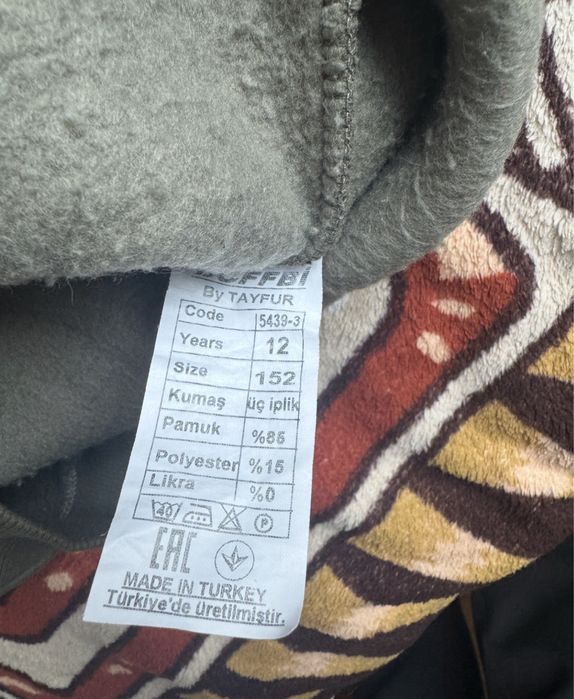 By TAYFUR
Code 5439-3
Years 12
Size 152
Kumaş üç iplik
Pamuk %85
Polyester %15
Likra %0
40 P
EAC
MADE IN TURKEY
Türkiye'de üretilmiştir.